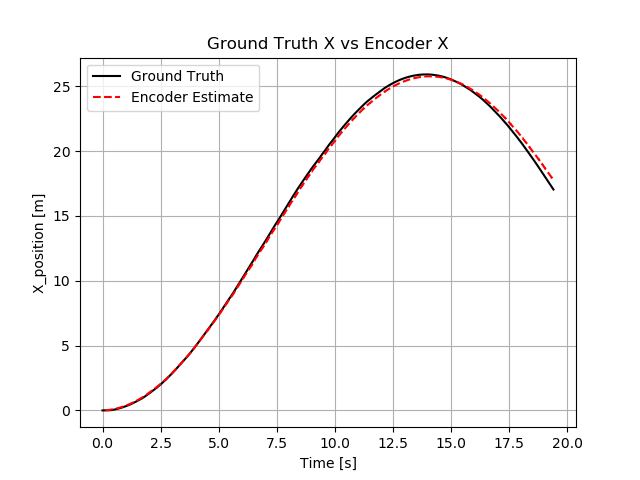 Ground Truth X vs Encoder X
Ground Truth
Encoder Estimate
25
20
15
10
5
0
X_position [m]
0.0 2.5 5.0 7.5 10.0 12.5 15.0 17.5 20.0
Time [s]